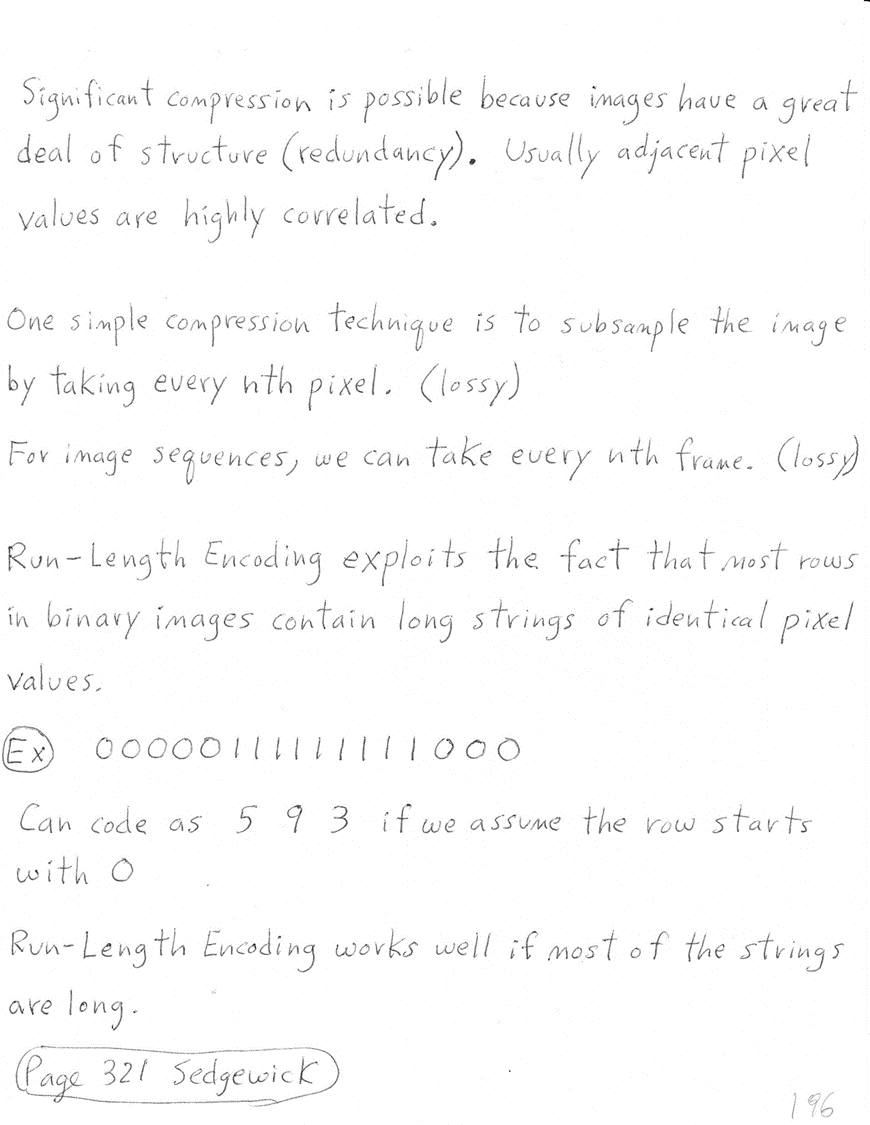 Significant compression is possible because images have a great
deal of structure (redundancy). Usually adjacent pixel
values are highly correlated.
One simple compression technique is to subsample the image
by taking every nth pixel. (lossy)
For image sequences, we can take every nth frame. (lossy)
Run-Length Encoding exploits the fact that most rows
in binary images contain long strings of identical pixel
values.
Ex 00000111111111000
Can code as 5 9 3 if we assume the row starts
with 0
Run-Length Encoding works well if most of the strings
are long.
Page 321 Sedgewick
196